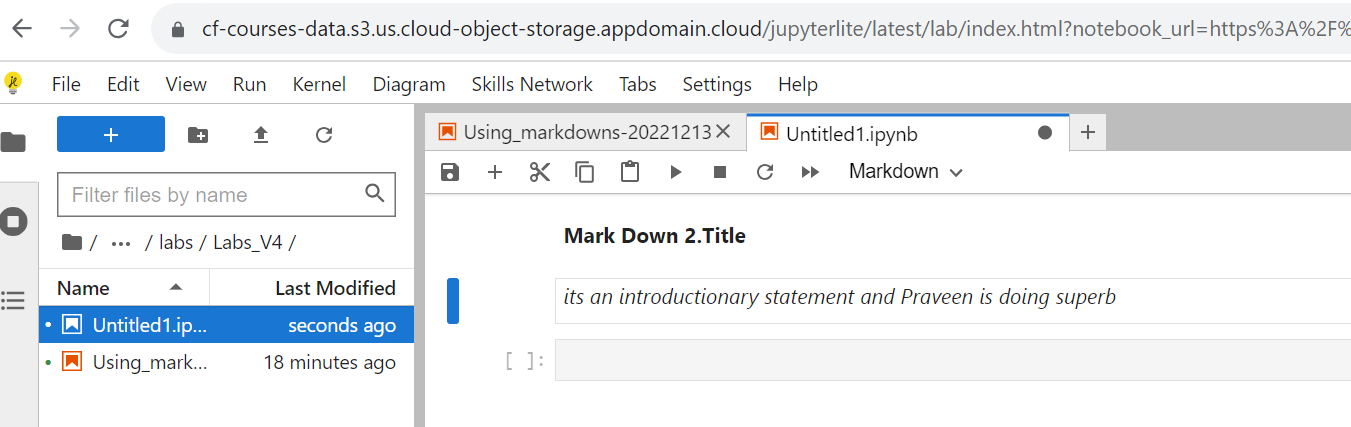 cf-courses-data.s3.us.cloud-object-storage.appdomain.cloud/jupyterlite/latest/lab/index.html?notebook_url=https%3A%2F%
File Edit View Run Kernel Diagram Skills Network Tabs Settings Help
Using_markdowns-20221213
Untitled1.ipynb
Filter files by name
Markdown
/ ... / labs / Labs_V4 /
Name Last Modified
Untitled1.ip... seconds ago
Using_mark... 18 minutes ago
Mark Down 2.Title
its an introductionary statement and Praveen is doing superb
[ ]: